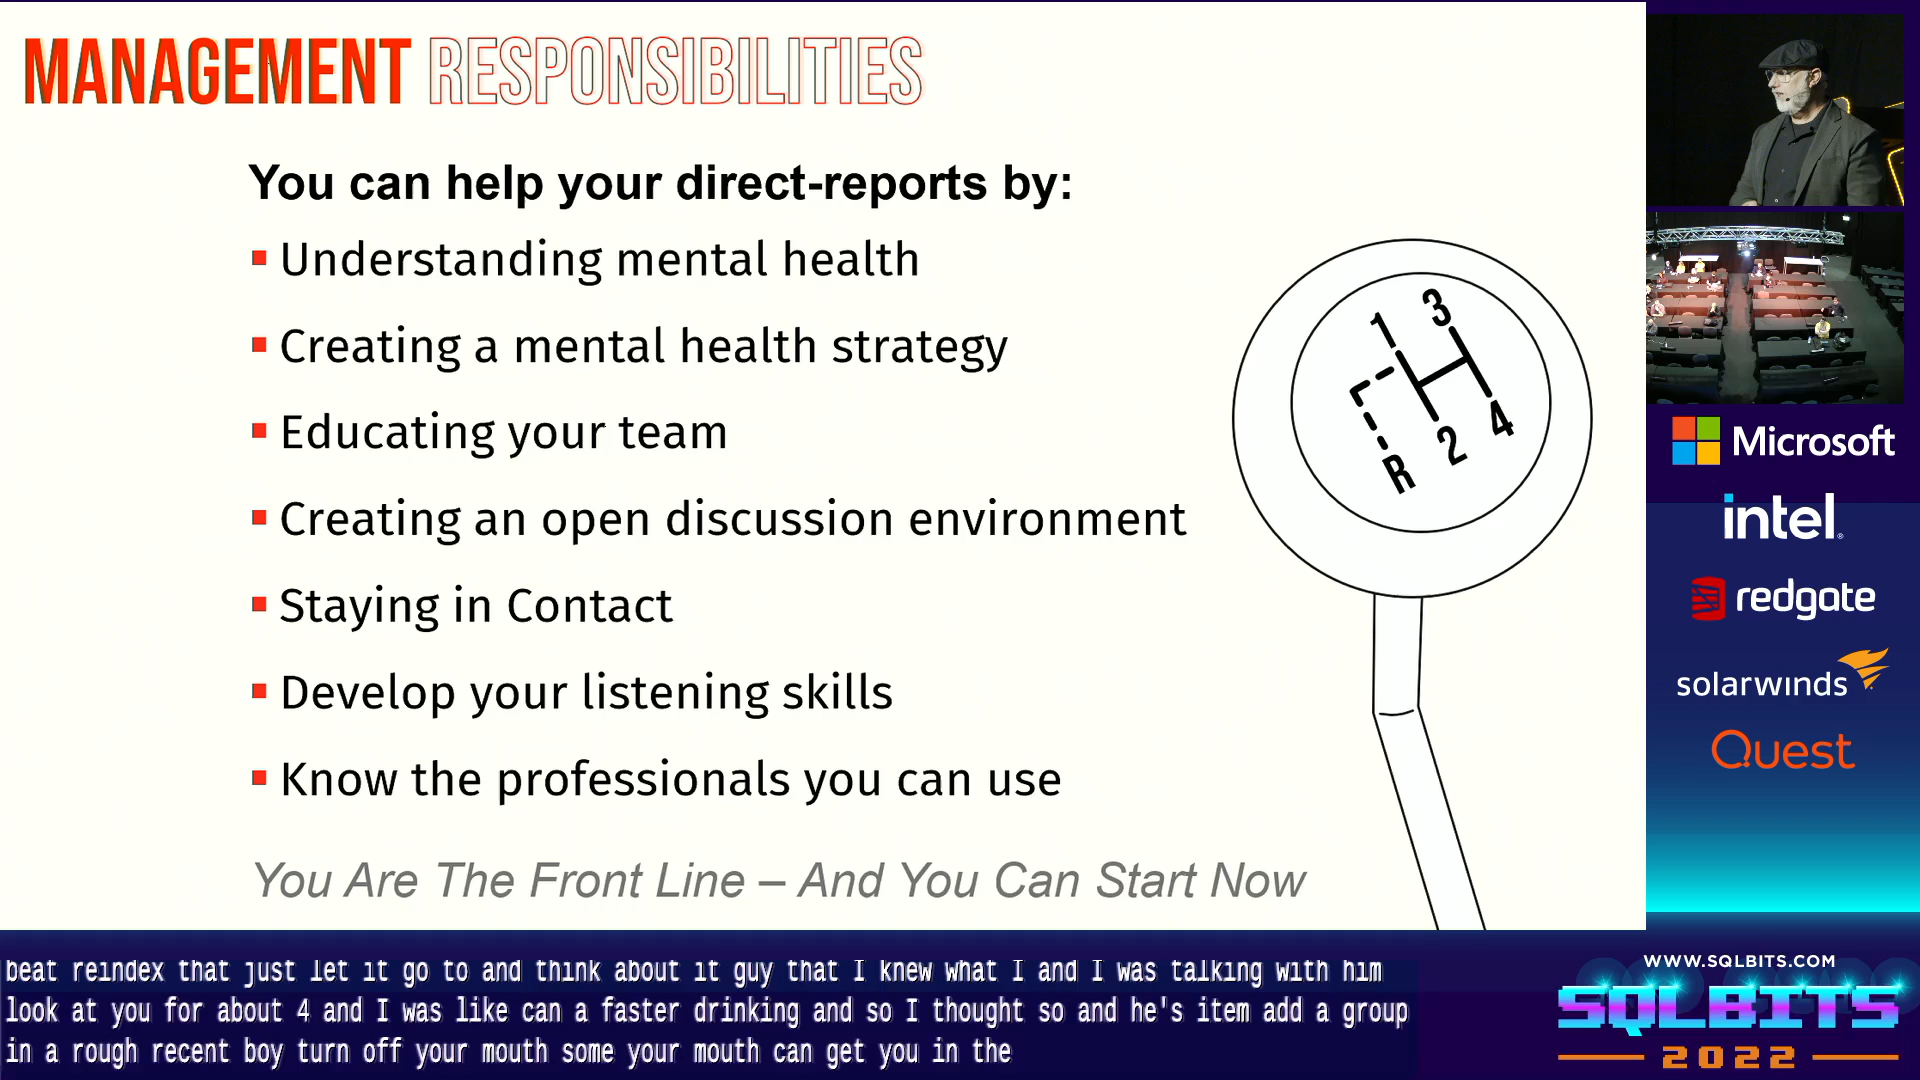 MANAGEMENT RESPONSIBILITIES
You can help your direct-reports by:
Understanding mental health
Creating a mental health strategy
Educating your team
Creating an open discussion environment
Staying in Contact
Develop your listening skills
Know the professionals you can use
You Are The Front Line – And You Can Start Now
1 3
R 2 4
Microsoft
intel
redgate
solarwinds
Quest
beat reindex that just let it go to and think about it guy that I knew what I and I was talking with him
look at you for about 4 and I was like can a faster drinking and so I thought so and he's item add a group
in a rough recent boy turn off your mouth some your mouth can get you in the
WWW.SQLBITS.COM
SQLBITS
2022